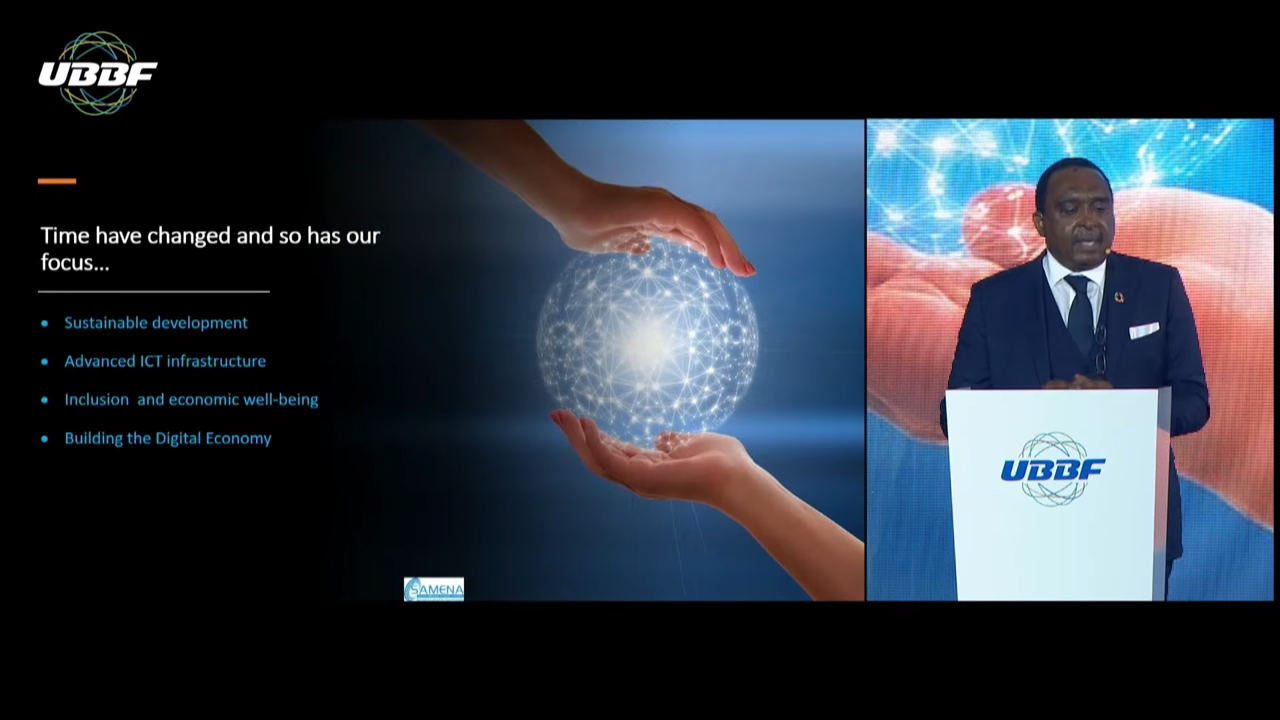 UBBF
Time have changed and so has our
focus...
• Sustainable development
• Advanced ICT infrastructure
• Inclusion and economic well-being
• Building the Digital Economy
SAMENA
UBBF